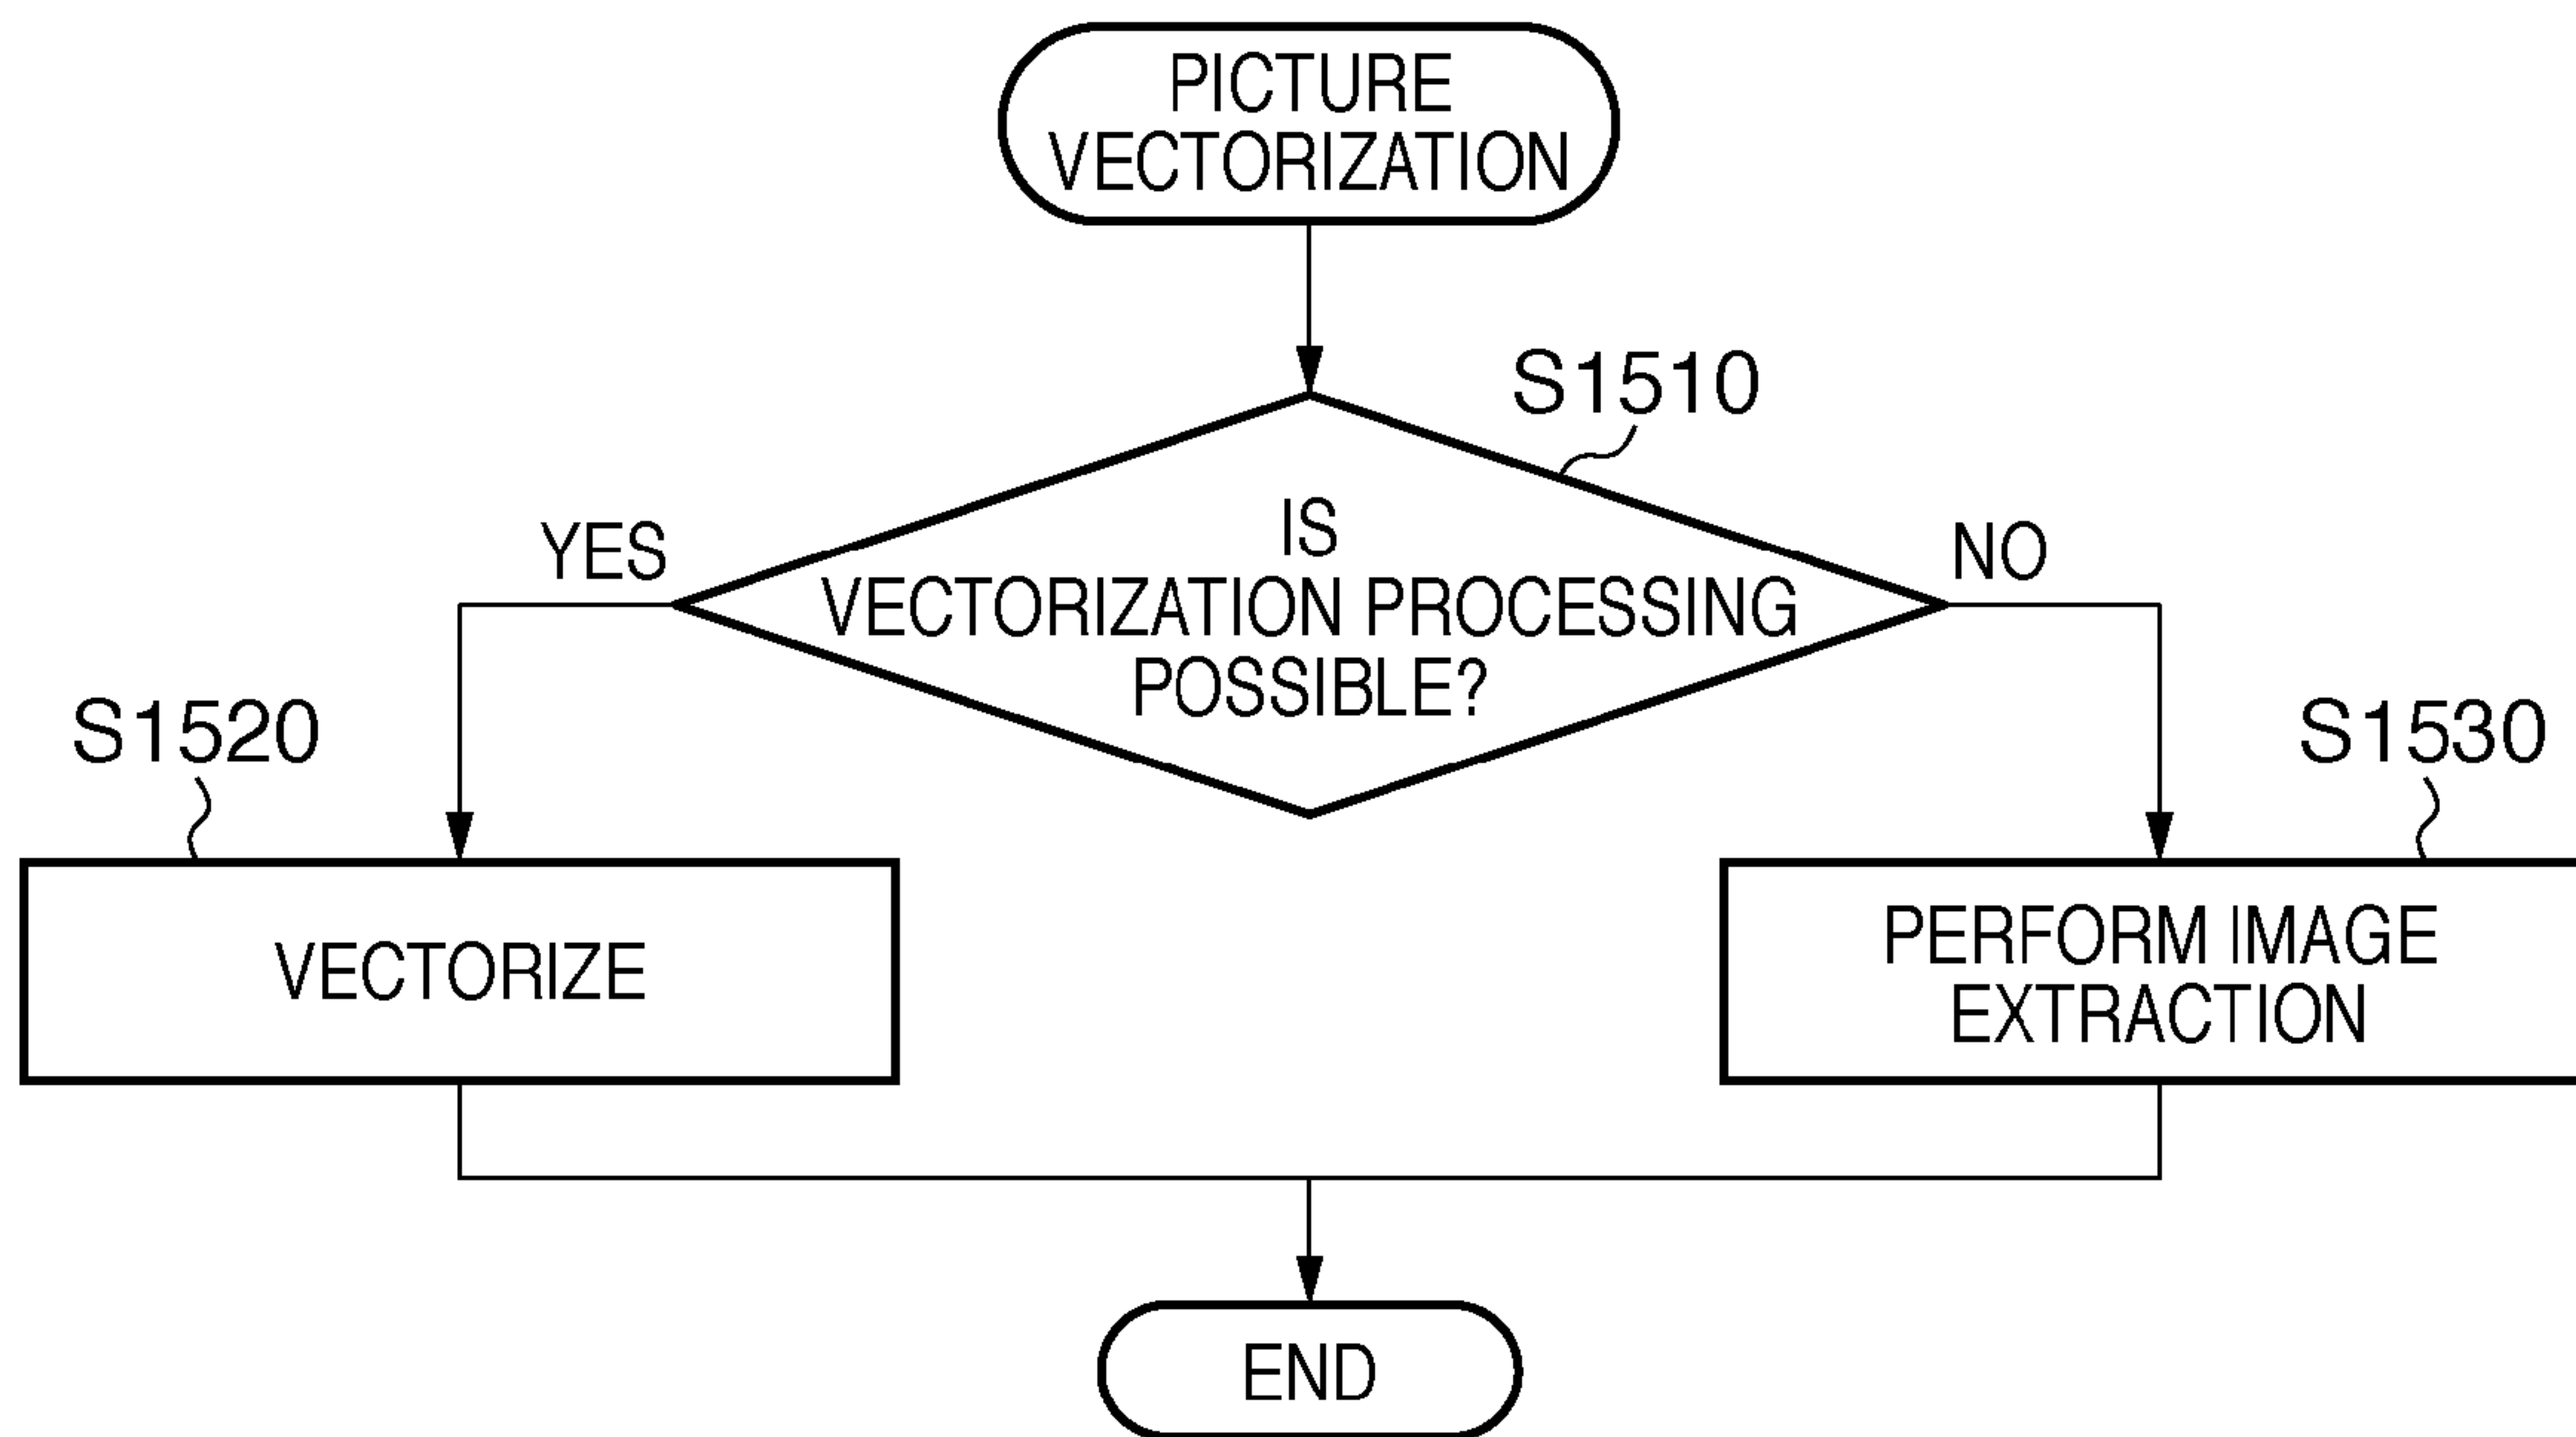 PICTURE
VECTORIZATION
S1510
IS
VECTORIZATION PROCESSING
POSSIBLE?
YES
NO
S1520
S1530
VECTORIZE
PERFORM IMAGE
EXTRACTION
END